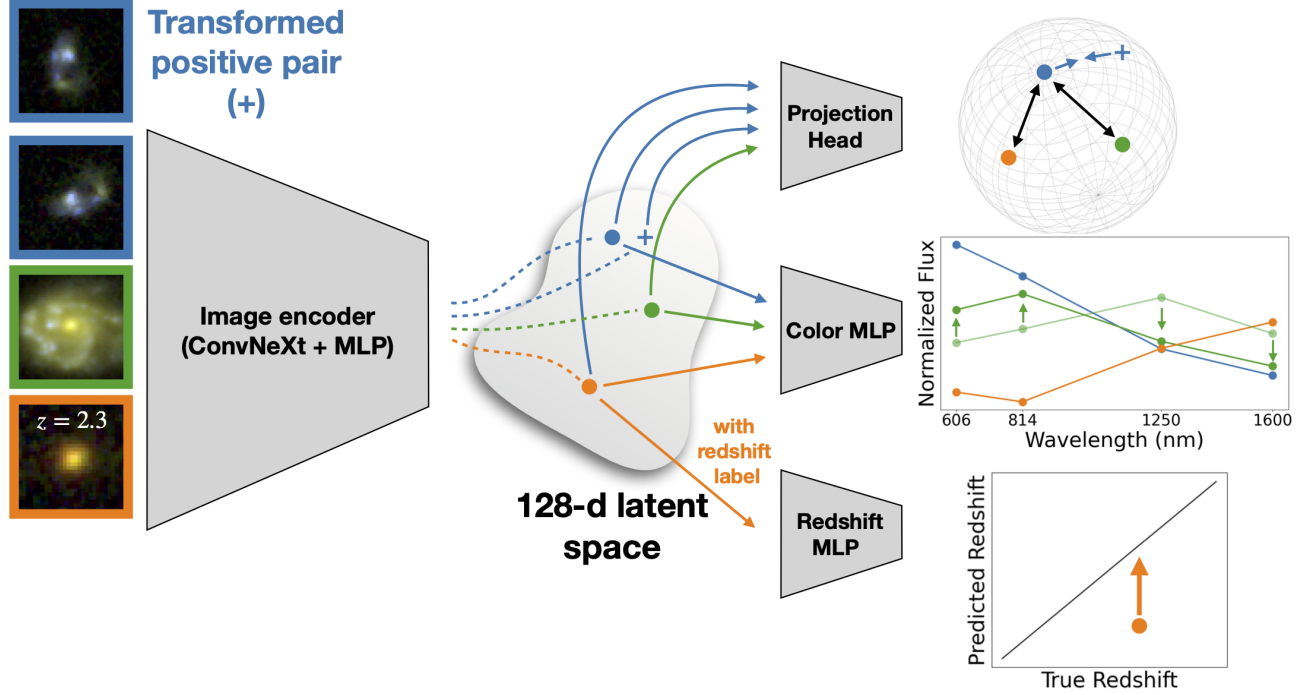 Transformed
positive pair
(+)
z = 2.3
Image encoder
(ConvNeXt + MLP)
128-d latent
space
with
redshift
label
Projection
Head
Color MLP
Redshift
MLP
Normalized Flux
606 814 1250 1600
Wavelength (nm)
Predicted Redshift
True Redshift